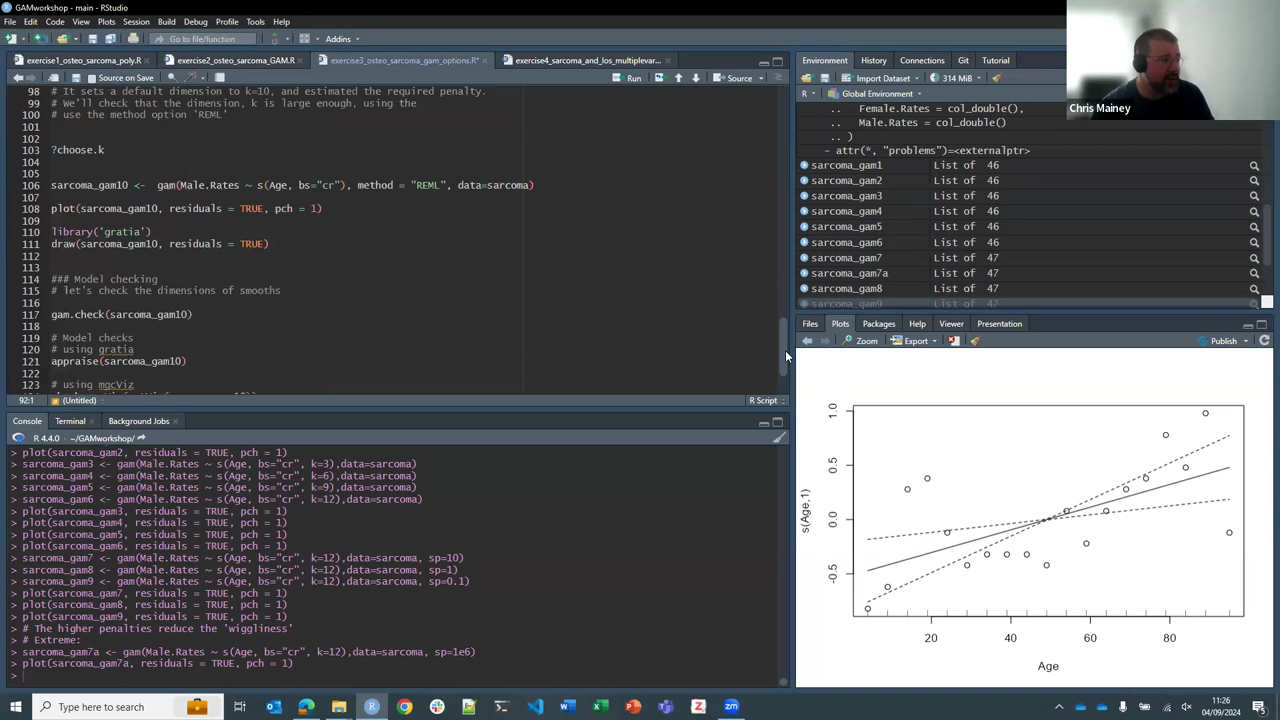 GAMworkshop - main - RStudio
File Edit Code View Plots Session Build Debug Profile Tools Help
Go to file/function Addins
exercise1_osteo_sarcoma_poly.R
exercise2_osteo_sarcoma_GAM.R
exercise3_osteo_sarcoma_gam_options.R*
exercise4_sarcoma_and_los_multiplevar...
Source on Save Run Source
98 # It sets a default dimension to k=10, and estimated the required penalty.
99 # We'll check that the dimension, k is large enough, using the
100 # use the method option 'REML'
101
102
103 ?choose.k
104
105
106 sarcoma_gam10 <- gam(Male.Rates ~ s(Age, bs="cr"), method = "REML", data=sarcoma)
107
108 plot(sarcoma_gam10, residuals = TRUE, pch = 1)
109
110 library('gratia')
111 draw(sarcoma_gam10, residuals = TRUE)
112
113
114 ### Model checking
115 # let's check the dimensions of smooths
116
117 gam.check(sarcoma_gam10)
118
119 # Model checks
120 # using gratia
121 appraise(sarcoma_gam10)
122
123 # using mgcViz
92:1 (Untitled) R Script
Console Terminal Background Jobs
R 4.4.0 · ~/GAMworkshop/
> plot(sarcoma_gam2, residuals = TRUE, pch = 1)
> sarcoma_gam3 <- gam(Male.Rates ~ s(Age, bs="cr", k=3),data=sarcoma)
> sarcoma_gam4 <- gam(Male.Rates ~ s(Age, bs="cr", k=6),data=sarcoma)
> sarcoma_gam5 <- gam(Male.Rates ~ s(Age, bs="cr", k=9),data=sarcoma)
> sarcoma_gam6 <- gam(Male.Rates ~ s(Age, bs="cr", k=12),data=sarcoma)
> plot(sarcoma_gam3, residuals = TRUE, pch = 1)
> plot(sarcoma_gam4, residuals = TRUE, pch = 1)
> plot(sarcoma_gam5, residuals = TRUE, pch = 1)
> plot(sarcoma_gam6, residuals = TRUE, pch = 1)
> sarcoma_gam7 <- gam(Male.Rates ~ s(Age, bs="cr", k=12),data=sarcoma, sp=10)
> sarcoma_gam8 <- gam(Male.Rates ~ s(Age, bs="cr", k=12),data=sarcoma, sp=1)
> sarcoma_gam9 <- gam(Male.Rates ~ s(Age, bs="cr", k=12),data=sarcoma, sp=0.1)
> plot(sarcoma_gam7, residuals = TRUE, pch = 1)
> plot(sarcoma_gam8, residuals = TRUE, pch = 1)
> plot(sarcoma_gam9, residuals = TRUE, pch = 1)
> # The higher penalties reduce the 'wiggliness'
> # Extreme:
> sarcoma_gam7a <- gam(Male.Rates ~ s(Age, bs="cr", k=12),data=sarcoma, sp=1e6)
> plot(sarcoma_gam7a, residuals = TRUE, pch = 1)
>
Environment History Connections Git Tutorial
Import Dataset 314 MiB
R Global Environment
.. Female.Rates = col_double(),
.. Male.Rates = col_double()
.. )
- attr(*, "problems")=<externalptr>
sarcoma_gam1 List of 46
sarcoma_gam2 List of 46
sarcoma_gam3 List of 46
sarcoma_gam4 List of 46
sarcoma_gam5 List of 46
sarcoma_gam6 List of 46
sarcoma_gam7 List of 47
sarcoma_gam7a List of 47
sarcoma_gam8 List of 47
sarcoma_gam9 List of 47
Chris Mainey
Files Plots Packages Help Viewer Presentation
Zoom Export Publish
s(Age,1)
1.0
0.5
0.0
-0.5
20 40 60 80
Age
Type here to search
11:26
04/09/2024